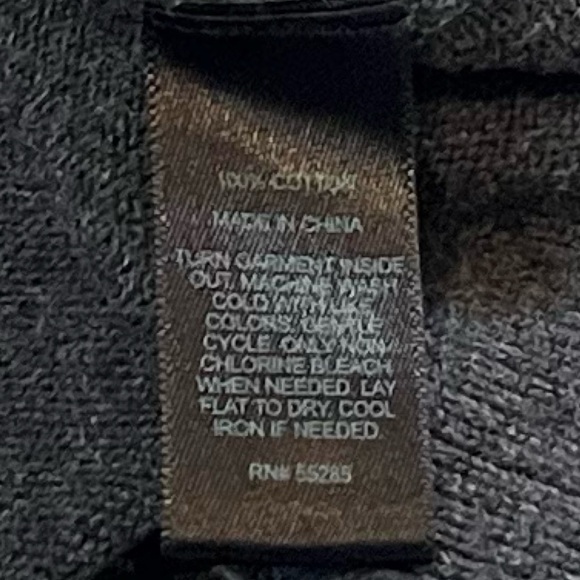 100% COTTON
MADE IN CHINA
TURN GARMENT INSIDE
OUT. MACHINE WASH
COLD WITH LIKE
COLORS. GENTLE
CYCLE. ONLY NON-
CHLORINE BLEACH
WHEN NEEDED. LAY
FLAT TO DRY. COOL
IRON IF NEEDED.
RN# 55285